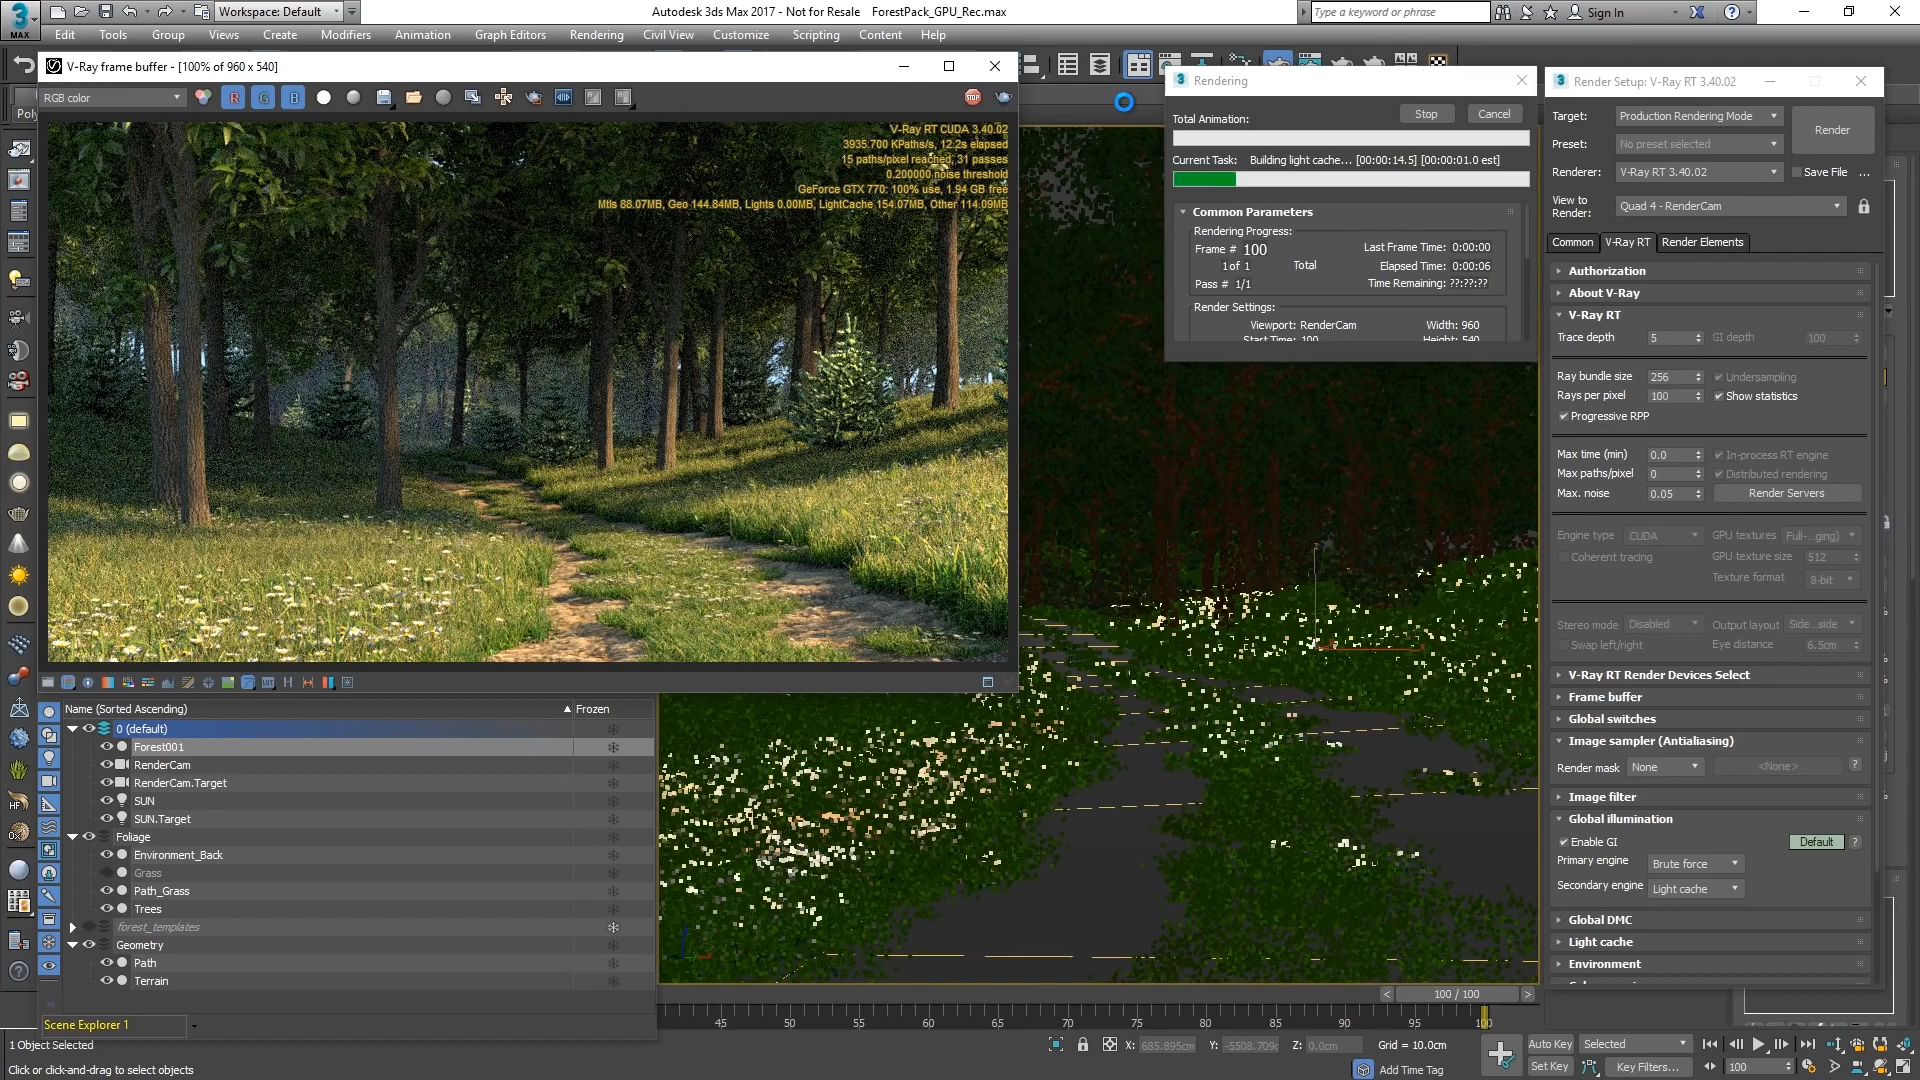 Workspace: Default
Autodesk 3ds Max 2017 - Not for Resale ForestPack_GPU_Rec.max
Type a keyword or phrase
Sign In
MAX
Edit Tools Group Views Create Modifiers Animation Graph Editors Rendering Civil View Customize Scripting Content Help
V-Ray frame buffer - [100% of 960 x 540]
RGB color
R G B
STOP
Poly
V-Ray RT CUDA 3.40.02
3935.700 KPaths/s, 12.2s elapsed
15 paths/pixel reached, 31 passes
0.200000 noise threshold
GeForce GTX 770: 100% use, 1.94 GB free
Mtls 88.07MB, Geo 144.84MB, Lights 0.00MB, LightCache 154.07MB, Other 114.09MB
Rendering
Stop Cancel
Total Animation:
Current Task: Building light cache... [00:00:14.5] [00:00:01.0 est]
Common Parameters
Rendering Progress:
Frame # 100 Last Frame Time: 0:00:00
1 of 1 Total Elapsed Time: 0:00:06
Pass # 1/1 Time Remaining: ??:??:??
Render Settings:
Viewport: RenderCam Width: 960
Start Time: 100 Height: 540
Render Setup: V-Ray RT 3.40.02
Target: Production Rendering Mode
Render
Preset: No preset selected
Renderer: V-Ray RT 3.40.02 Save File ...
View to
Render: Quad 4 - RenderCam
Common V-Ray RT Render Elements
Authorization
About V-Ray
V-Ray RT
Trace depth 5 GI depth 100
Ray bundle size 256 Undersampling
Rays per pixel 100 Show statistics
Progressive RPP
Max time (min) 0.0 In-process RT engine
Max paths/pixel 0 Distributed rendering
Max. noise 0.05 Render Servers
Engine type CUDA GPU textures Full-...ging)
Coherent tracing GPU texture size 512
Texture format 8-bit
Stereo mode Disabled Output layout Side...side
Swap left/right Eye distance 6.5cm
V-Ray RT Render Devices Select
Frame buffer
Global switches
Image sampler (Antialiasing)
Render mask None <None> ?
Image filter
Global illumination
Enable GI Default ?
Primary engine Brute force
Secondary engine Light cache
Global DMC
Light cache
Environment
Name (Sorted Ascending) Frozen
0 (default)
Forest001
RenderCam
RenderCam.Target
SUN
SUN.Target
Foliage
Environment_Back
Grass
Path_Grass
Trees
forest_templates
Geometry
Path
Terrain
Scene Explorer 1
< 100 / 100 >
45 50 55 60 65 70 75 80 85 90 95 100
1 Object Selected
X: 685.895cm Y: -5508.709c Z: 0.0cm Grid = 10.0cm
Auto Key Selected
Click or click-and-drag to select objects
Add Time Tag
Set Key Key Filters... 100